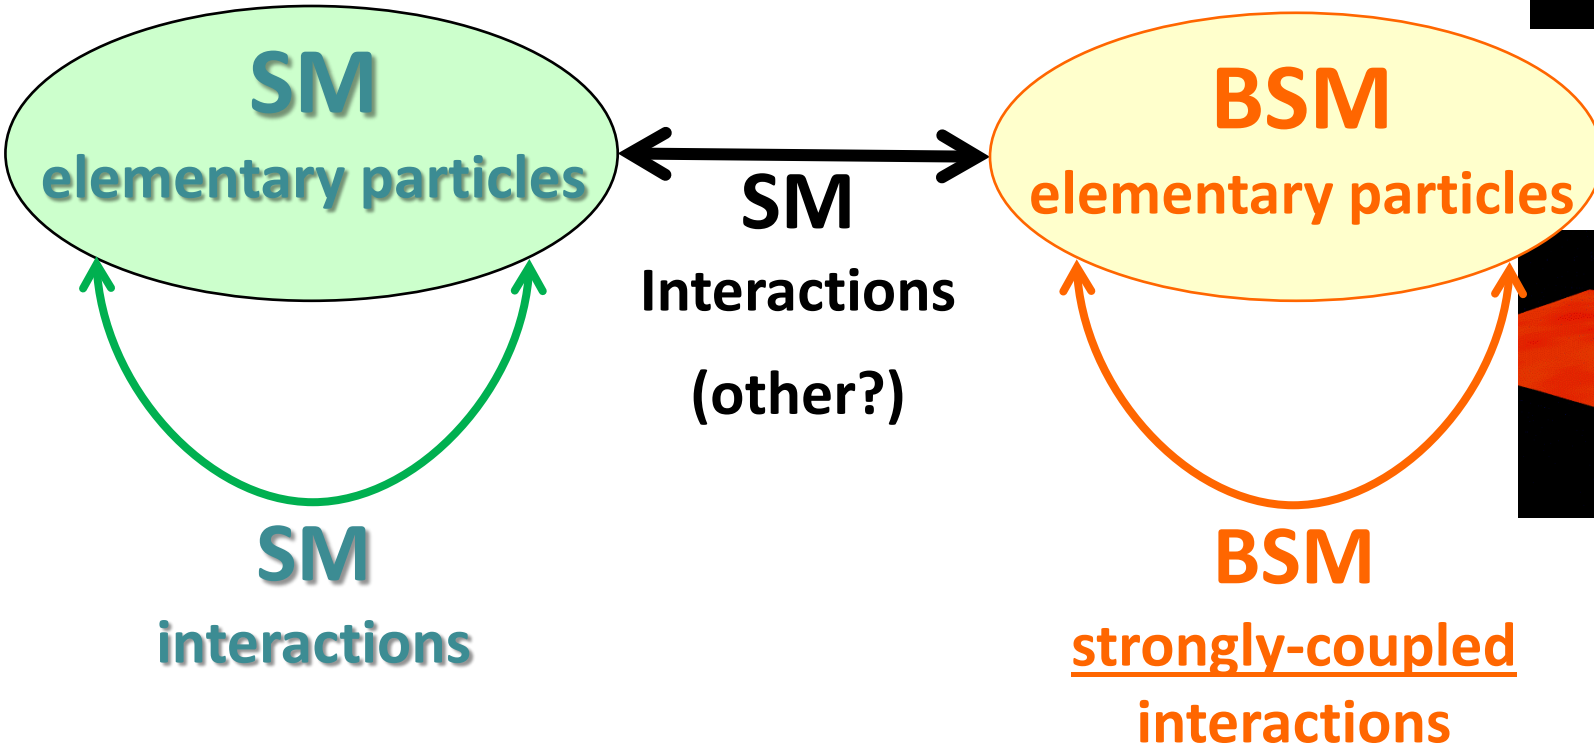 SM
elementary particles
SM
Interactions
(other?)
BSM
elementary particles
SM
interactions
BSM
strongly-coupled
interactions